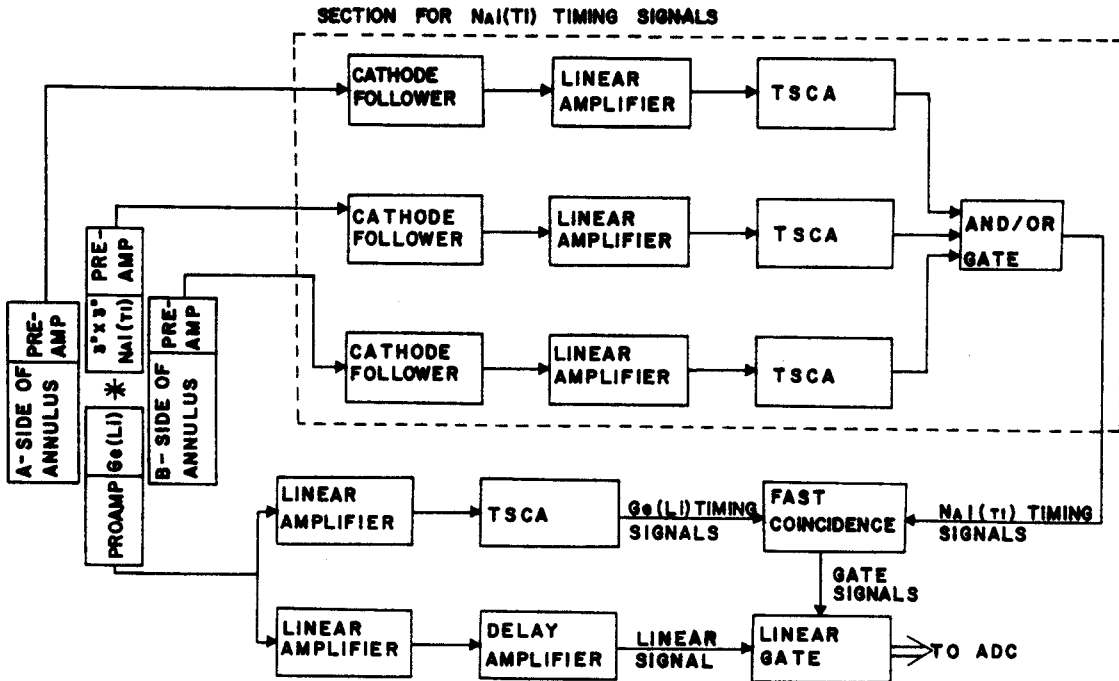 SECTION FOR NaI(Tl) TIMING SIGNALS
CATHODE
FOLLOWER
LINEAR
AMPLIFIER
TSCA
CATHODE
FOLLOWER
LINEAR
AMPLIFIER
TSCA
AND/OR
GATE
CATHODE
FOLLOWER
LINEAR
AMPLIFIER
TSCA
A-SIDE OF
ANNULUS
PRE-
AMP
3"X3"
NaI(Tl)
PRE-
AMP
B-SIDE OF
ANNULUS
PRE-
AMP
*
PROAMP
Ge(Li)
LINEAR
AMPLIFIER
TSCA
Ge(Li) TIMING
SIGNALS
FAST
COINCIDENCE
NaI(Tl) TIMING
SIGNALS
GATE
SIGNALS
LINEAR
AMPLIFIER
DELAY
AMPLIFIER
LINEAR
SIGNAL
LINEAR
GATE
TO ADC